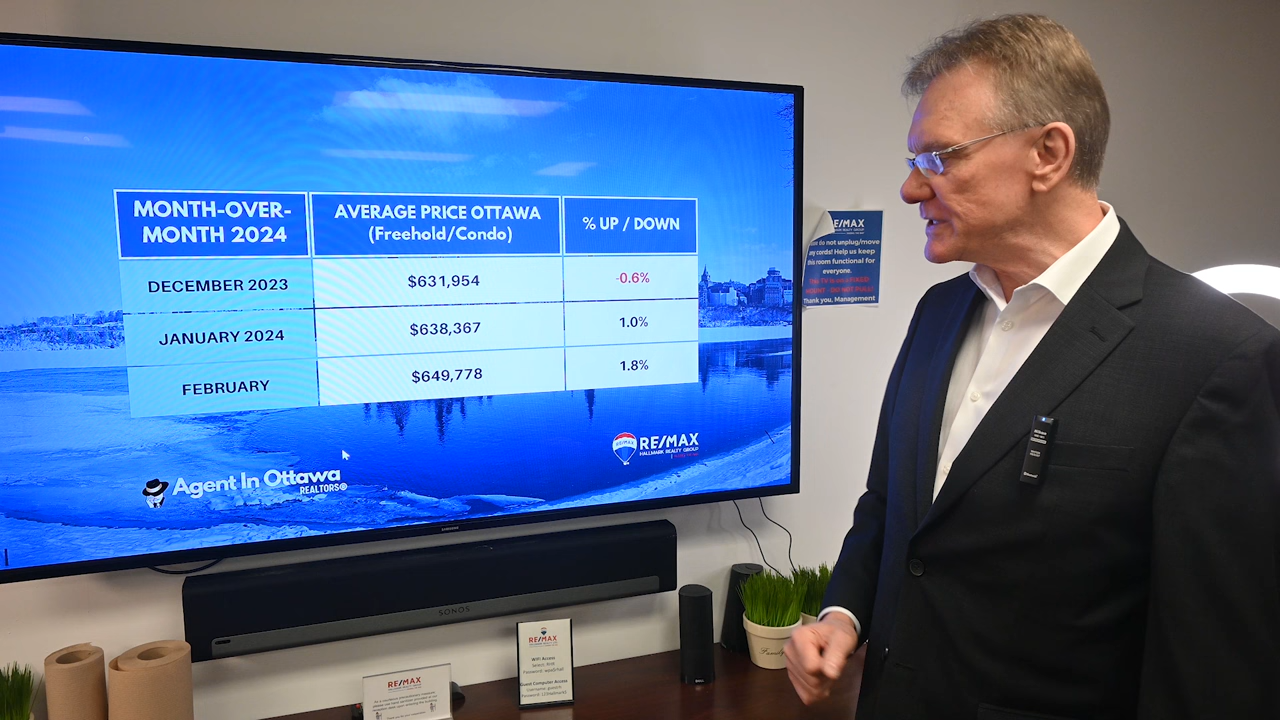 MONTH-OVER-
MONTH 2024
AVERAGE PRICE OTTAWA
(Freehold/Condo)
% UP / DOWN
DECEMBER 2023
$631,954
-0.6%
JANUARY 2024
$638,367
1.0%
FEBRUARY
$649,778
1.8%
RE/MAX
HALLMARK REALTY GROUP
Agent In Ottawa
REALTORS®
SAMSUNG
SONOS
RE/MAX
do not unplug/move
any cords! Help us keep
this room functional for
everyone.
Thank you, Management
RE/MAX
WiFi Access
Guest Computer Access
RE/MAX
Family